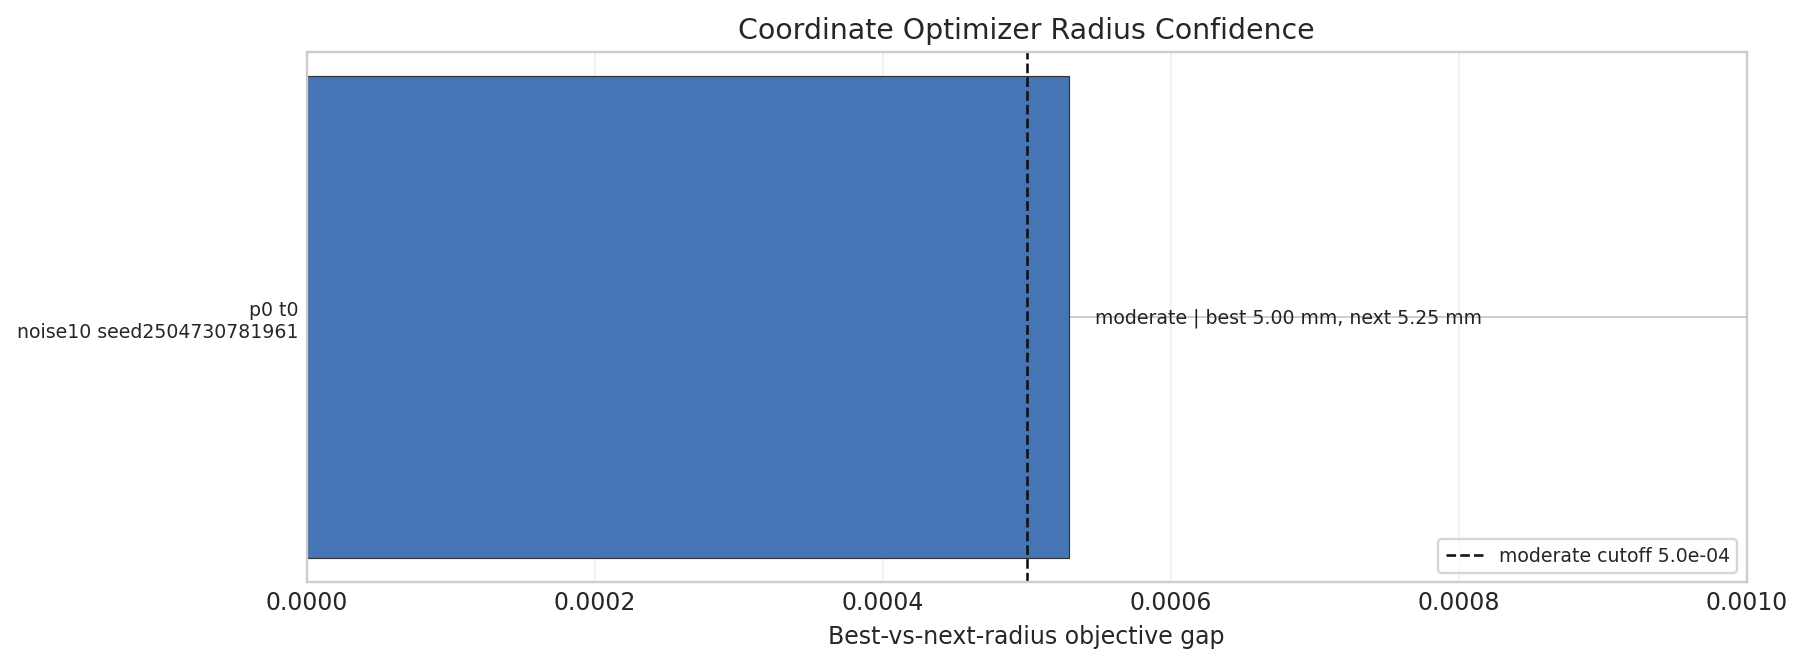 Coordinate Optimizer Radius Confidence
p0 t0
noise10 seed2504730781961
moderate | best 5.00 mm, next 5.25 mm
moderate cutoff 5.0e-04
0.0000 0.0002 0.0004 0.0006 0.0008 0.0010
Best-vs-next-radius objective gap